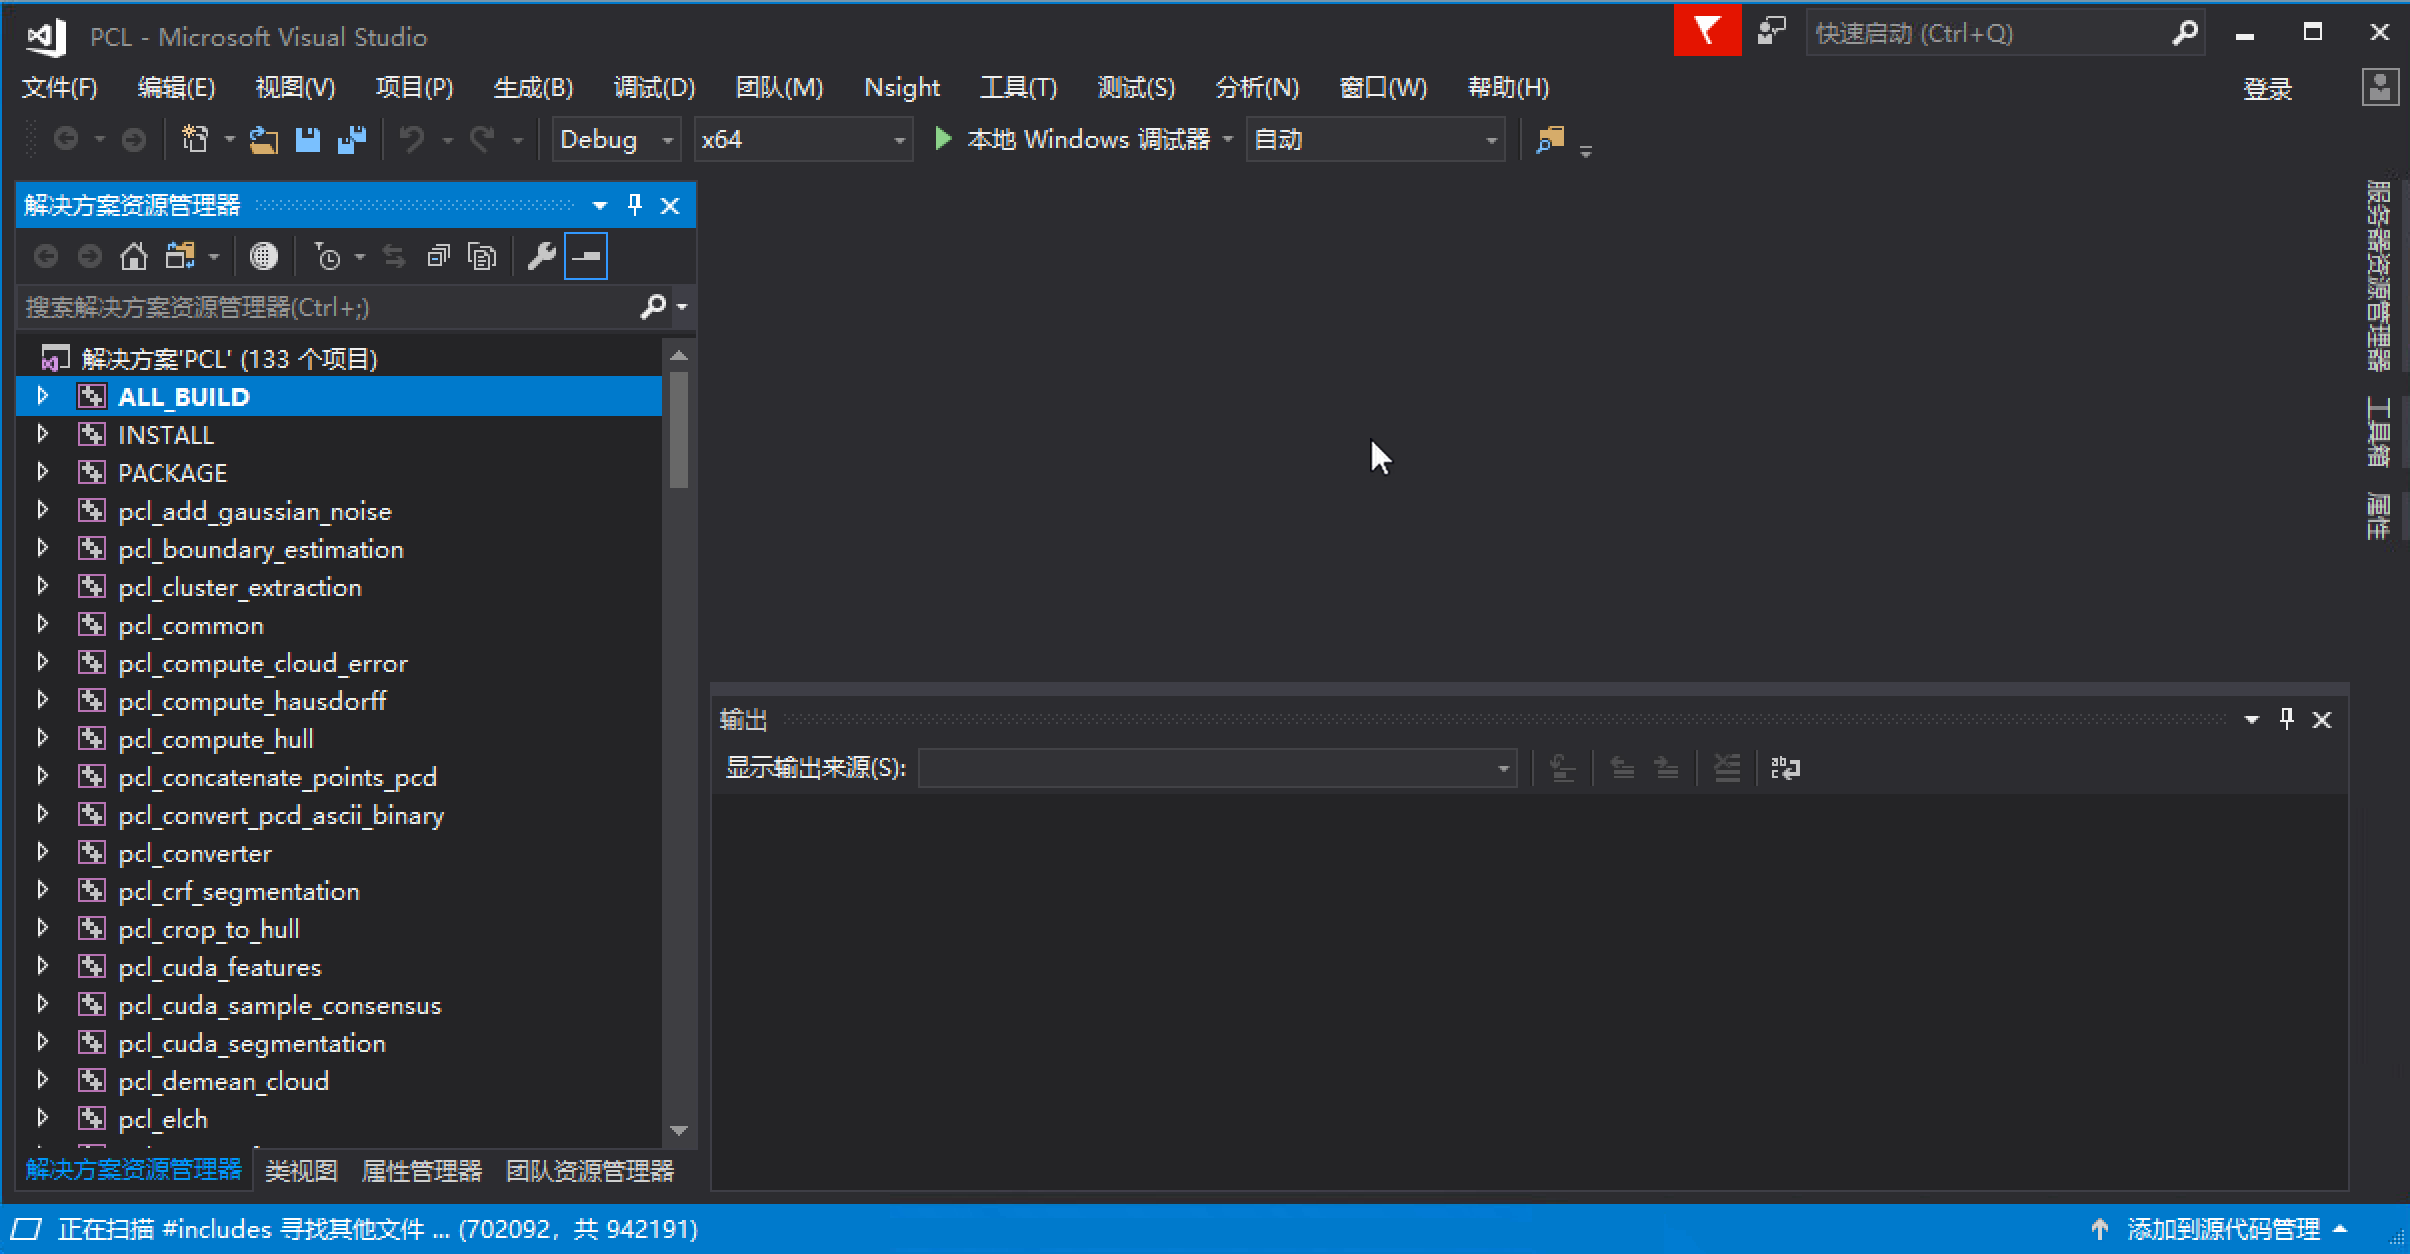 PCL - Microsoft Visual Studio
快速启动 (Ctrl+Q)
文件(F) 编辑(E) 视图(V) 项目(P) 生成(B) 调试(D) 团队(M) Nsight 工具(T) 测试(S) 分析(N) 窗口(W) 帮助(H)
登录
Debug x64 本地 Windows 调试器 自动
解决方案资源管理器
搜索解决方案资源管理器(Ctrl+;)
解决方案'PCL' (133 个项目)
ALL_BUILD
INSTALL
PACKAGE
pcl_add_gaussian_noise
pcl_boundary_estimation
pcl_cluster_extraction
pcl_common
pcl_compute_cloud_error
pcl_compute_hausdorff
pcl_compute_hull
pcl_concatenate_points_pcd
pcl_convert_pcd_ascii_binary
pcl_converter
pcl_crf_segmentation
pcl_crop_to_hull
pcl_cuda_features
pcl_cuda_sample_consensus
pcl_cuda_segmentation
pcl_demean_cloud
pcl_elch
解决方案资源管理器 类视图 属性管理器 团队资源管理器
输出
显示输出来源(S):
服务器资源管理器
工具箱
属性
正在扫描 #includes 寻找其他文件 ... (702092，共 942191)
添加到源代码管理